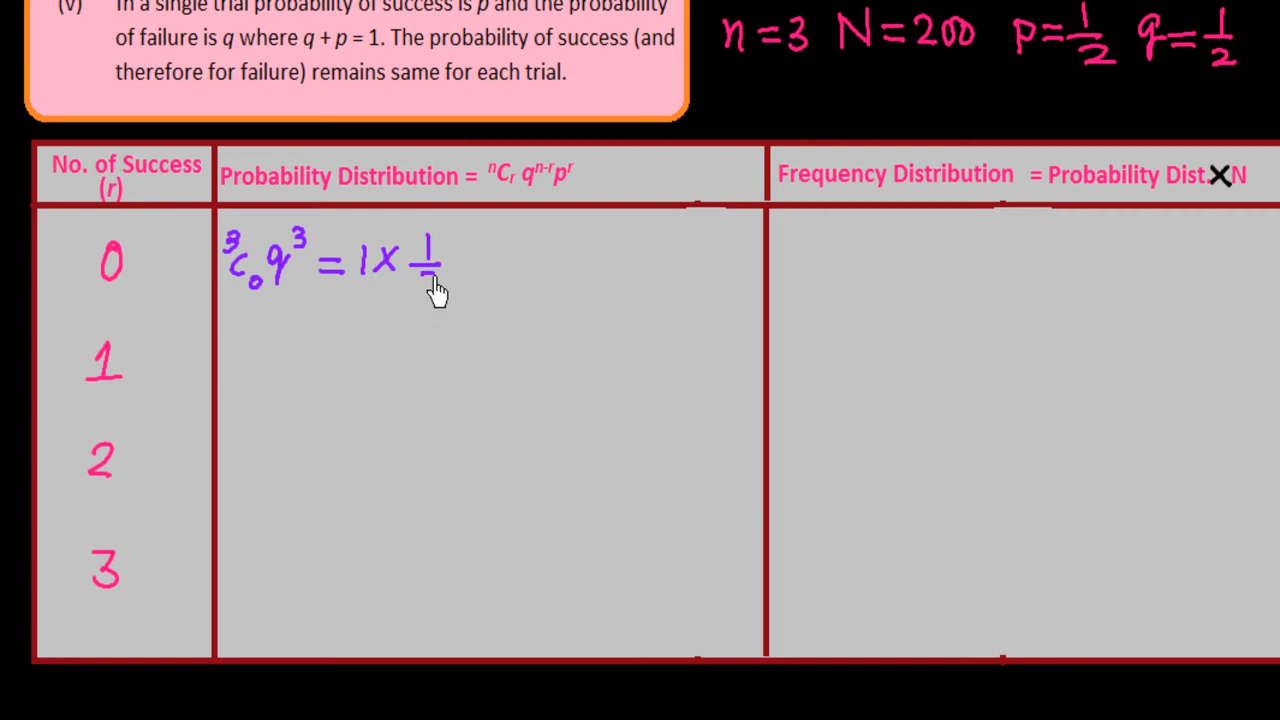 (v) In a single trial probability of success is p and the probability
of failure is q where q + p = 1. The probability of success (and
therefore for failure) remains same for each trial.
n = 3 N = 200 p = 1/2 q = 1/2
No. of Success (r)
Probability Distribution = ⁿCᵣ qⁿ⁻ʳpʳ
Frequency Distribution = Probability Dist. X N
0 ³C₀ q³ = 1 ×  1/
1
2
3